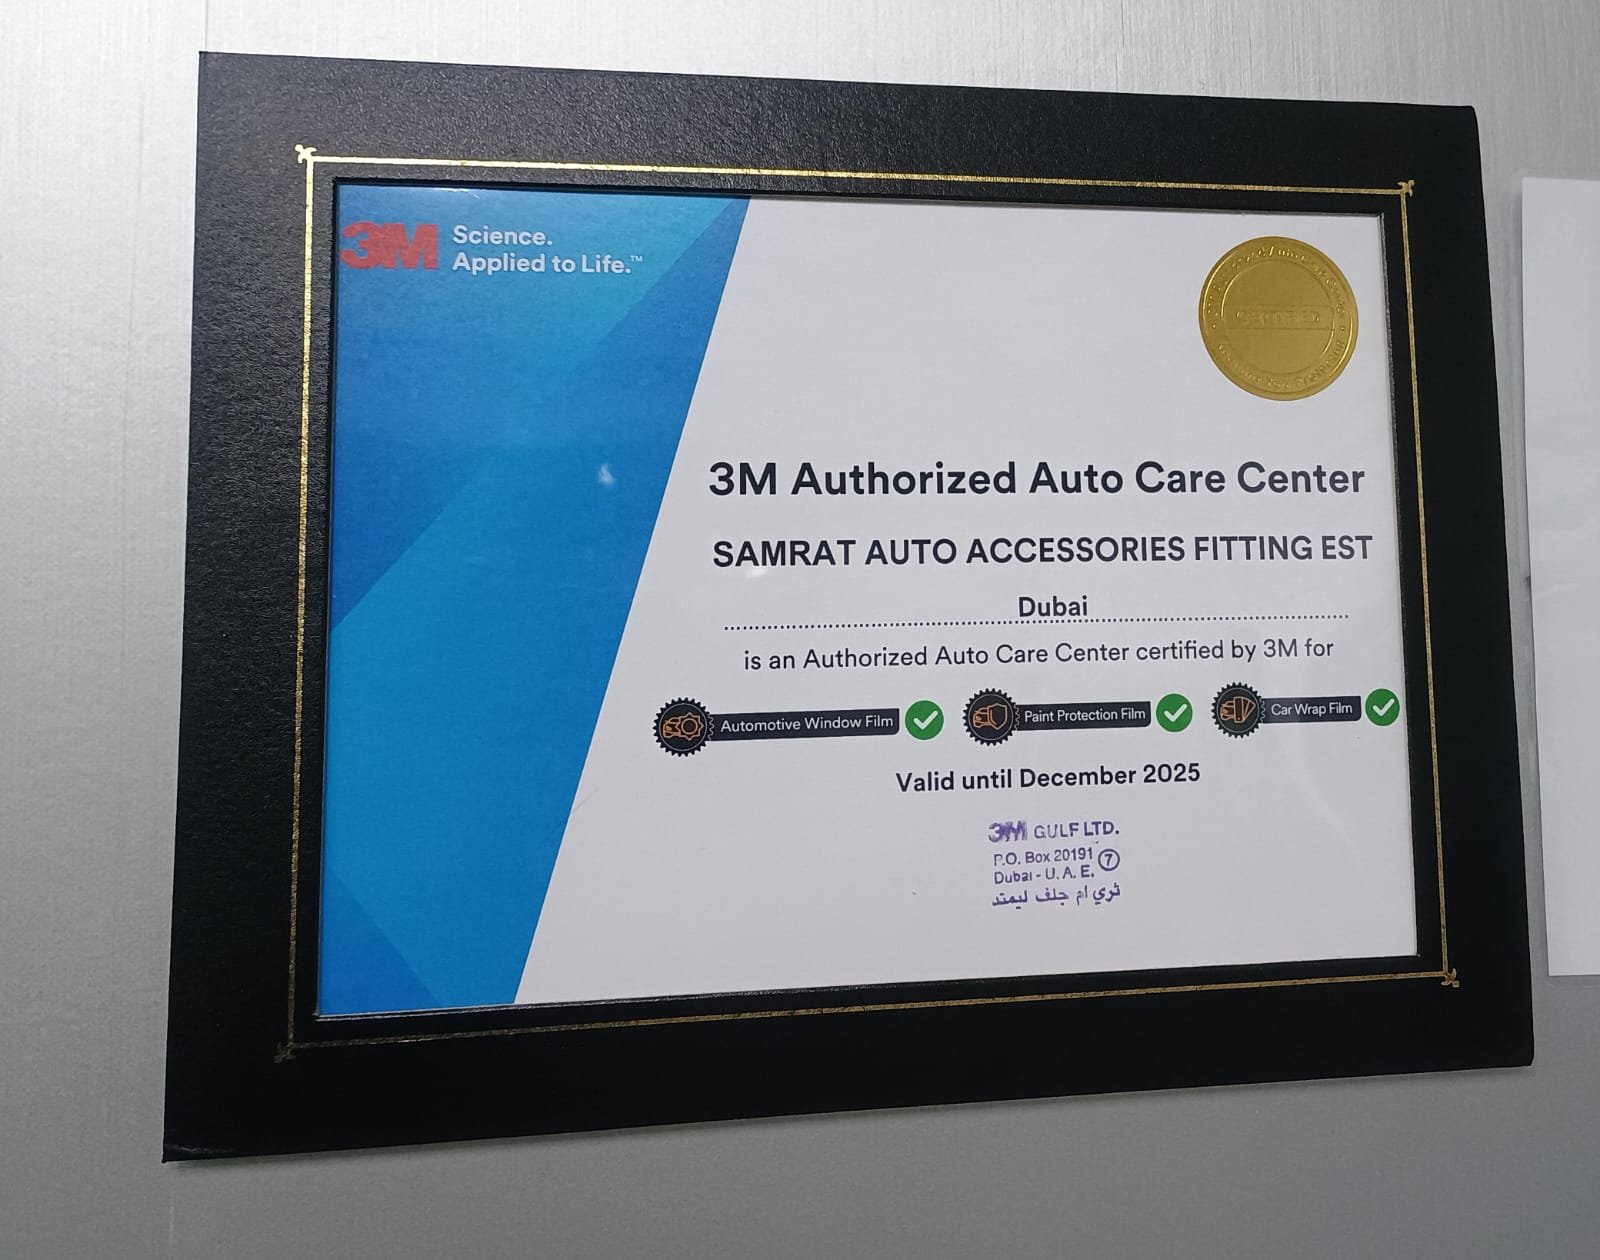 3M Science.
Applied to Life.™
CERTIFIED
3M Authorized Auto Care Center
SAMRAT AUTO ACCESSORIES FITTING EST
Dubai
is an Authorized Auto Care Center certified by 3M for
Automotive Window Film
Paint Protection Film
Car Wrap Film
Valid until December 2025
3M GULF LTD.
P.O. Box 20191 7
Dubai - U.A.E.
ثري ام جلف ليمتد